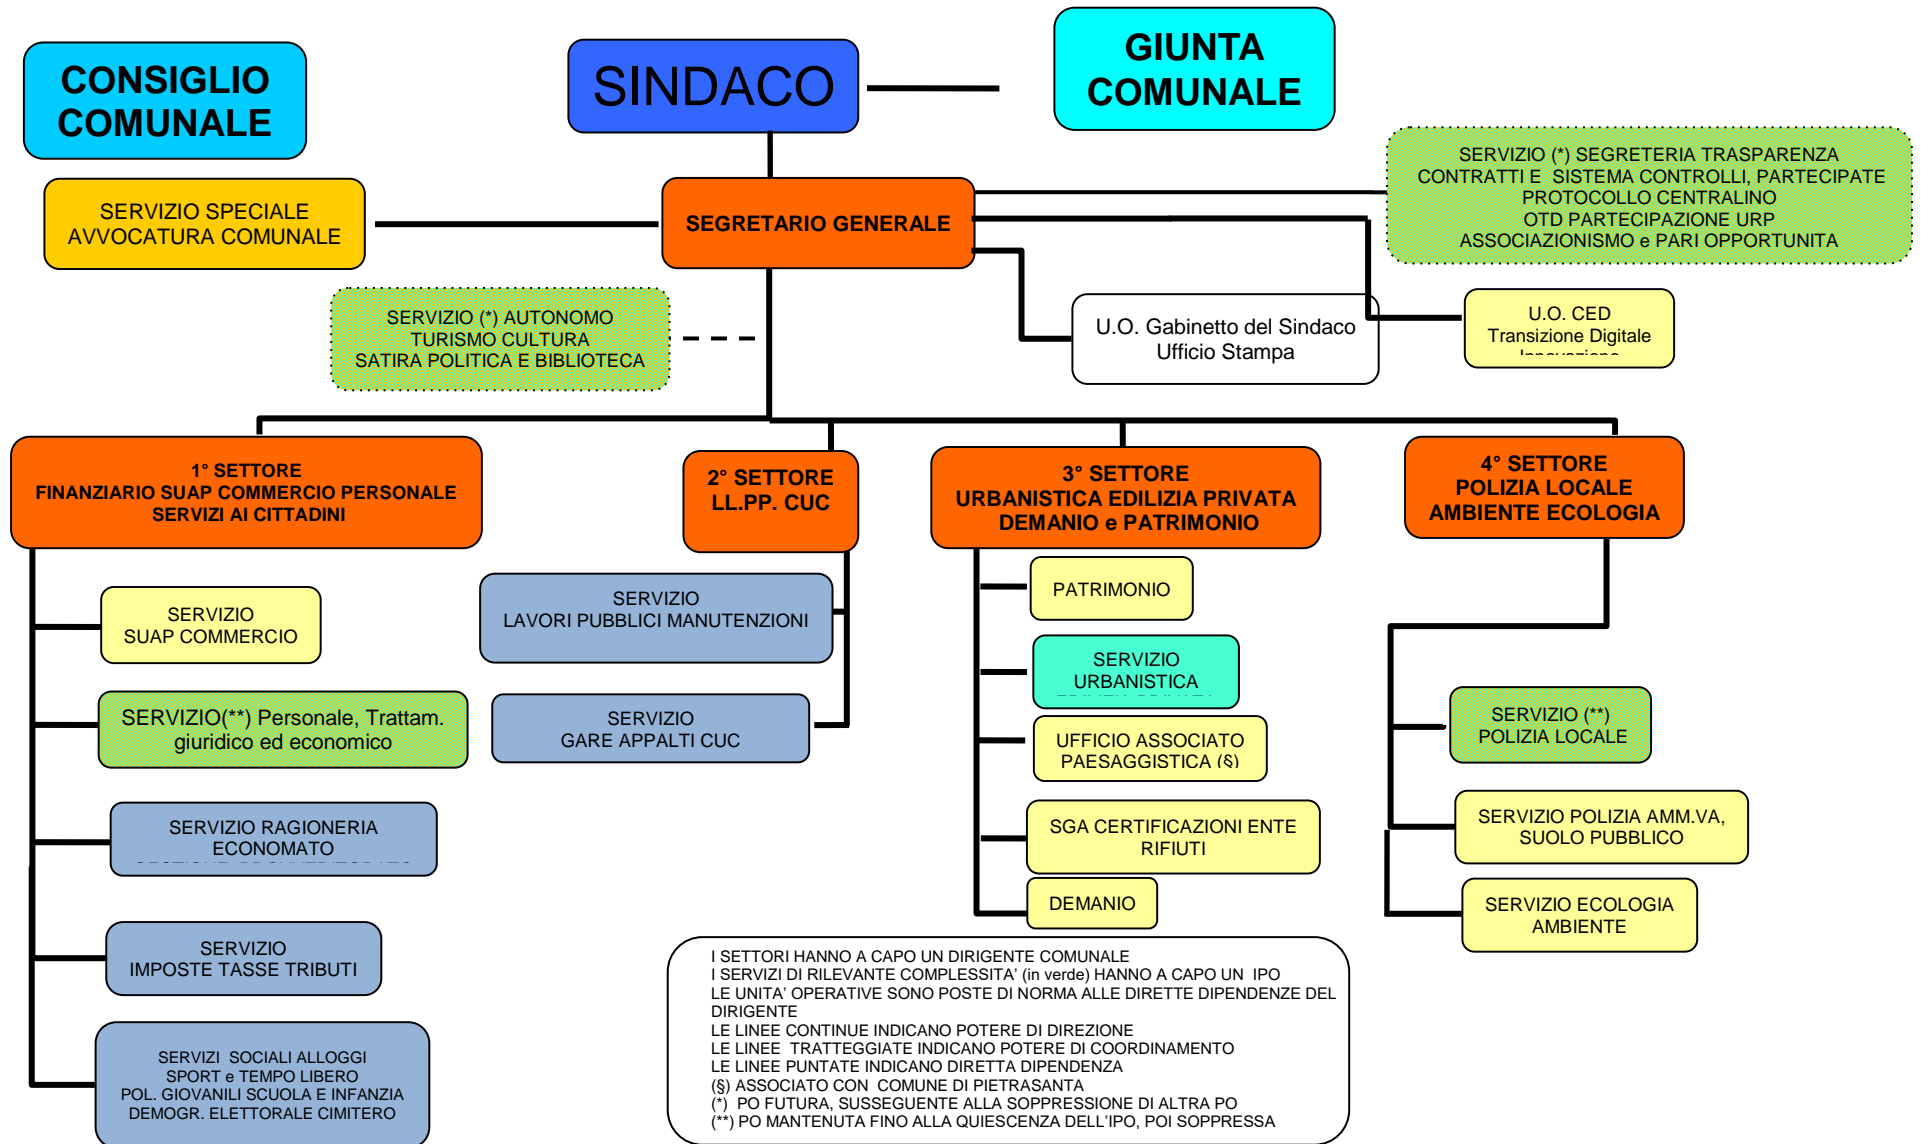 CONSIGLIO
COMUNALE
SINDACO
GIUNTA
COMUNALE
SERVIZIO SPECIALE
AVVOCATURA COMUNALE
SEGRETARIO GENERALE
SERVIZIO (*) SEGRETERIA TRASPARENZA
CONTRATTI E SISTEMA CONTROLLI, PARTECIPATE
PROTOCOLLO CENTRALINO
OTD PARTECIPAZIONE URP
ASSOCIAZIONISMO e PARI OPPORTUNITA
SERVIZIO (*) AUTONOMO
TURISMO CULTURA
SATIRA POLITICA E BIBLIOTECA
U.O. Gabinetto del Sindaco
Ufficio Stampa
U.O. CED
Transizione Digitale
Innovazione
1° SETTORE
FINANZIARIO SUAP COMMERCIO PERSONALE
SERVIZI AI CITTADINI
2° SETTORE
LL.PP. CUC
3° SETTORE
URBANISTICA EDILIZIA PRIVATA
DEMANIO e PATRIMONIO
4° SETTORE
POLIZIA LOCALE
AMBIENTE ECOLOGIA
SERVIZIO
SUAP COMMERCIO
SERVIZIO(**) Personale, Trattam.
giuridico ed economico
SERVIZIO RAGIONERIA
ECONOMATO
SERVIZIO
IMPOSTE TASSE TRIBUTI
SERVIZI SOCIALI ALLOGGI
SPORT e TEMPO LIBERO
POL. GIOVANILI SCUOLA E INFANZIA
DEMOGR. ELETTORALE CIMITERO
SERVIZIO
LAVORI PUBBLICI MANUTENZIONI
SERVIZIO
GARE APPALTI CUC
PATRIMONIO
SERVIZIO
URBANISTICA
UFFICIO ASSOCIATO
PAESAGGISTICA (§)
SGA CERTIFICAZIONI ENTE
RIFIUTI
DEMANIO
SERVIZIO (**)
POLIZIA LOCALE
SERVIZIO POLIZIA AMM.VA,
SUOLO PUBBLICO
SERVIZIO ECOLOGIA
AMBIENTE
I SETTORI HANNO A CAPO UN DIRIGENTE COMUNALE
I SERVIZI DI RILEVANTE COMPLESSITA' (in verde) HANNO A CAPO UN IPO
LE UNITA' OPERATIVE SONO POSTE DI NORMA ALLE DIRETTE DIPENDENZE DEL
DIRIGENTE
LE LINEE CONTINUE INDICANO POTERE DI DIREZIONE
LE LINEE TRATTEGGIATE INDICANO POTERE DI COORDINAMENTO
LE LINEE PUNTATE INDICANO DIRETTA DIPENDENZA
(§) ASSOCIATO CON COMUNE DI PIETRASANTA
(*) PO FUTURA, SUSSEGUENTE ALLA SOPPRESSIONE DI ALTRA PO
(**) PO MANTENUTA FINO ALLA QUIESCENZA DELL'IPO, POI SOPPRESSA